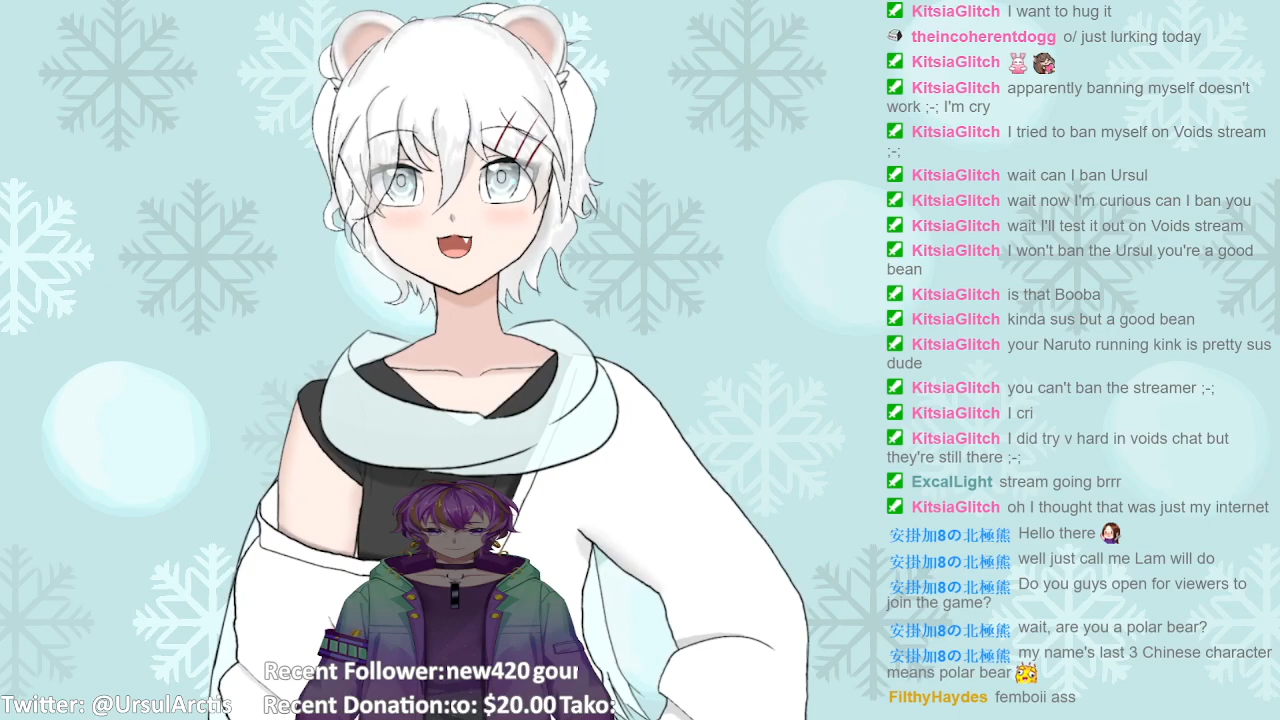 KitsiaGlitch I want to hug it
theincoherentdogg o/ just lurking today
KitsiaGlitch
KitsiaGlitch apparently banning myself doesn't
work ;-; I'm cry
KitsiaGlitch I tried to ban myself on Voids stream
;-;
KitsiaGlitch wait can I ban Ursul
KitsiaGlitch wait now I'm curious can I ban you
KitsiaGlitch wait I'll test it out on Voids stream
KitsiaGlitch I won't ban the Ursul you're a good
bean
KitsiaGlitch is that Booba
KitsiaGlitch kinda sus but a good bean
KitsiaGlitch your Naruto running kink is pretty sus
dude
KitsiaGlitch you can't ban the streamer ;-;
KitsiaGlitch I cri
KitsiaGlitch I did try v hard in voids chat but
they're still there ;-;
ExcalLight stream going brrr
KitsiaGlitch oh I thought that was just my internet
安掛加8の北極熊 Hello there
安掛加8の北極熊 well just call me Lam will do
安掛加8の北極熊 Do you guys open for viewers to
join the game?
安掛加8の北極熊 wait, are you a polar bear?
安掛加8の北極熊 my name's last 3 Chinese character
means polar bear
FilthyHaydes femboii ass
Recent Follower: new420 gour
Twitter: @UrsulArctis
Recent Donation: to: $20.00 Tako: